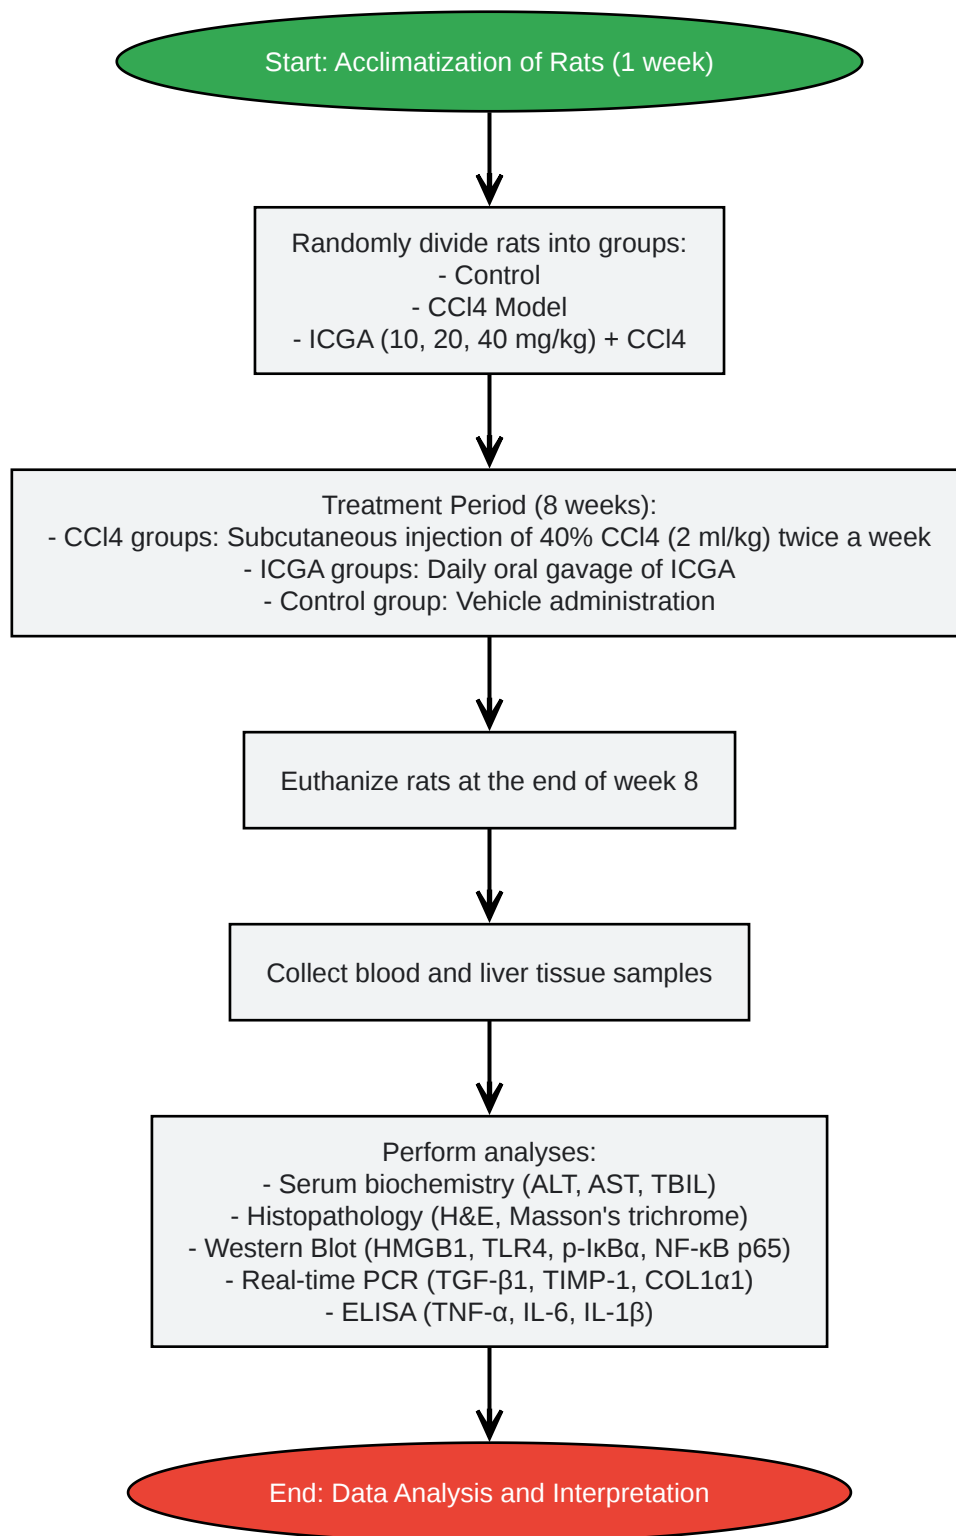 Start: Acclimatization of Rats (1 week)
Randomly divide rats into groups:
- Control
- CCl4 Model
- ICGA (10, 20, 40 mg/kg) + CCl4
Treatment Period (8 weeks):
- CCl4 groups: Subcutaneous injection of 40% CCl4 (2 ml/kg) twice a week
- ICGA groups: Daily oral gavage of ICGA
- Control group: Vehicle administration
Euthanize rats at the end of week 8
Collect blood and liver tissue samples
Perform analyses:
- Serum biochemistry (ALT, AST, TBIL)
- Histopathology (H&E, Masson's trichrome)
- Western Blot (HMGB1, TLR4, p-IκBα, NF-κB p65)
- Real-time PCR (TGF-β1, TIMP-1, COL1α1)
- ELISA (TNF-α, IL-6, IL-1β)
End: Data Analysis and Interpretation